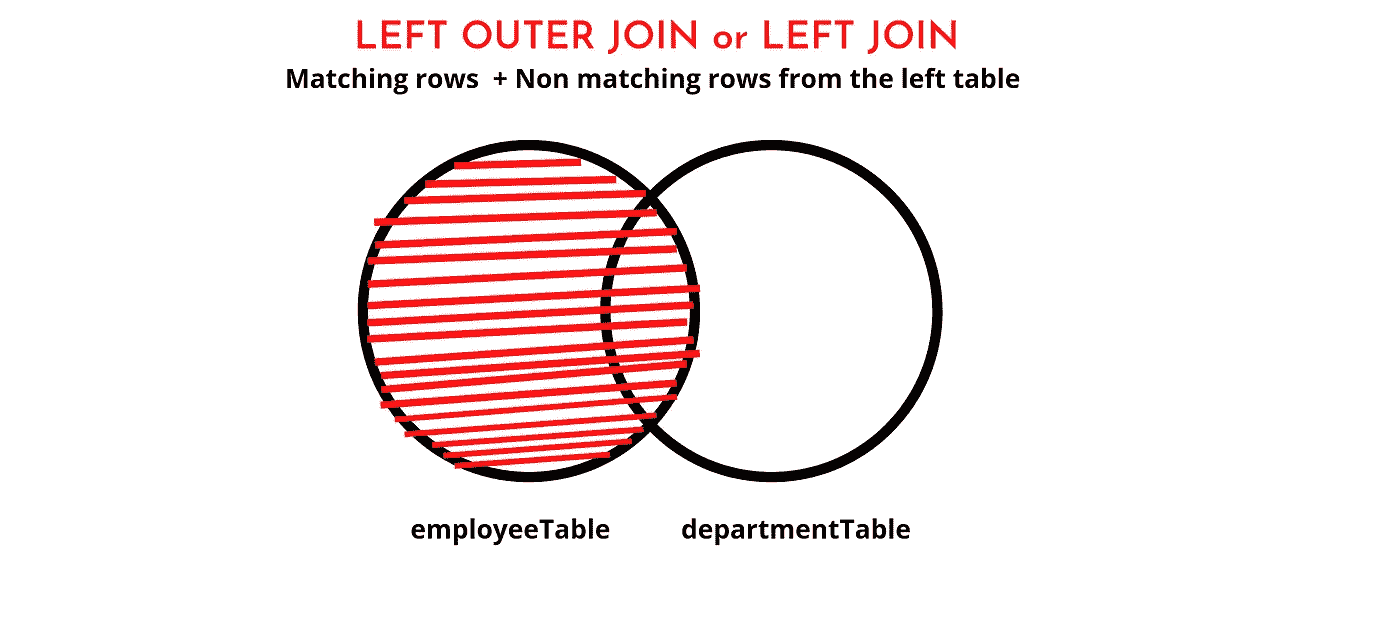 LEFT OUTER JOIN or LEFT JOIN
Matching rows + Non matching rows from the left table
employeeTable departmentTable